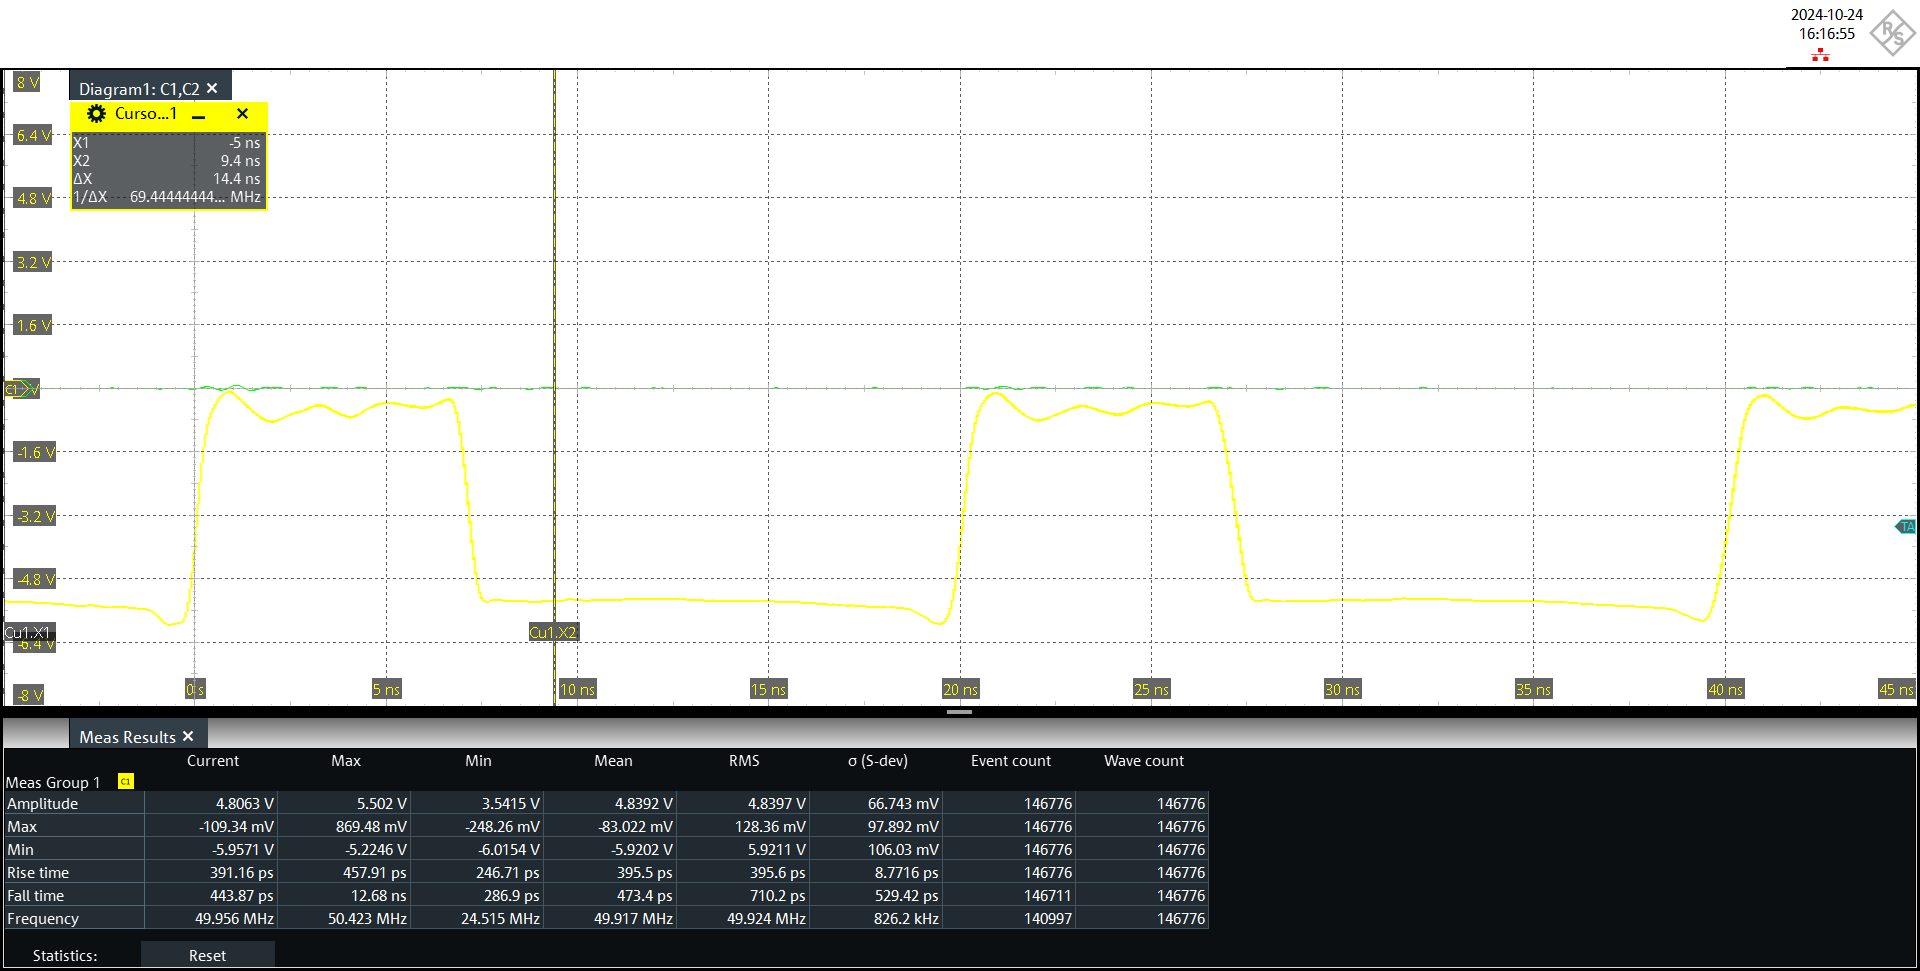 2024-10-24
16:16:55
R&S
8 V
Diagram1: C1,C2 ×
Curso...1
X1 -5 ns
X2 9.4 ns
ΔX 14.4 ns
1/ΔX 69.44444444... MHz
6.4 V
4.8 V
3.2 V
1.6 V
C1 V
-1.6 V
-3.2 V
TA
-4.8 V
Cu1.X1 Cu1.X2
-6.4 V
-8 V
0 s 5 ns 10 ns 15 ns 20 ns 25 ns 30 ns 35 ns 40 ns 45 ns
Meas Results ×
Current Max Min Mean RMS σ (S-dev) Event count Wave count
Meas Group 1 C1
Amplitude 4.8063 V 5.502 V 3.5415 V 4.8392 V 4.8397 V 66.743 mV 146776 146776
Max -109.34 mV 869.48 mV -248.26 mV -83.022 mV 128.36 mV 97.892 mV 146776 146776
Min -5.9571 V -5.2246 V -6.0154 V -5.9202 V 5.9211 V 106.03 mV 146776 146776
Rise time 391.16 ps 457.91 ps 246.71 ps 395.5 ps 395.6 ps 8.7716 ps 146776 146776
Fall time 443.87 ps 12.68 ns 286.9 ps 473.4 ps 710.2 ps 529.42 ps 146711 146776
Frequency 49.956 MHz 50.423 MHz 24.515 MHz 49.917 MHz 49.924 MHz 826.2 kHz 140997 146776
Statistics: Reset